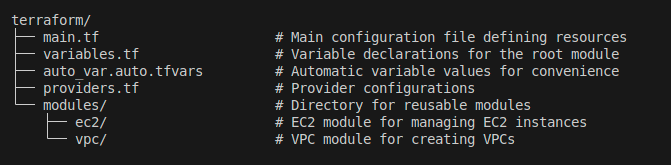 terraform/
├── main.tf                      # Main configuration file defining resources
├── variables.tf                 # Variable declarations for the root module
├── auto_var.auto.tfvars         # Automatic variable values for convenience
├── providers.tf                 # Provider configurations
└── modules/                     # Directory for reusable modules
    ├── ec2/                     # EC2 module for managing EC2 instances
    └── vpc/                     # VPC module for creating VPCs